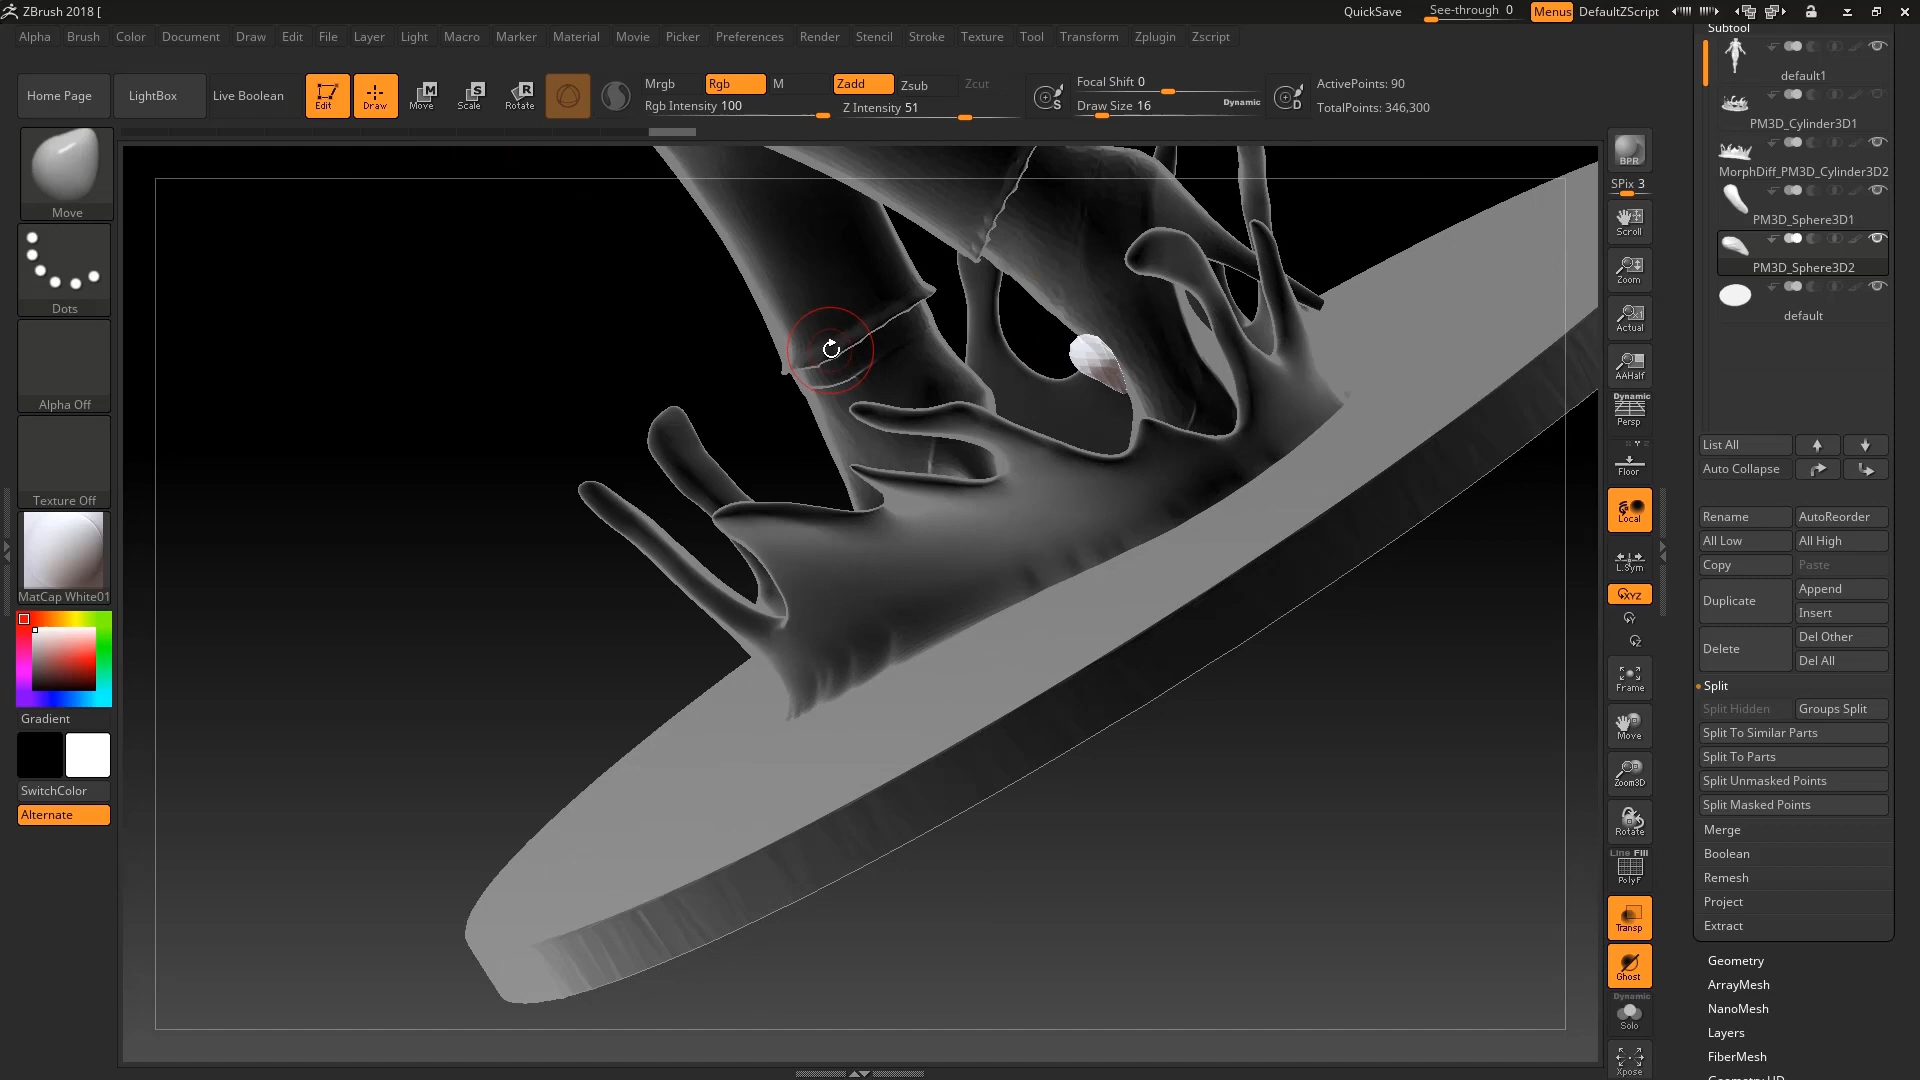 ZBrush 2018 [
QuickSave
See-through 0
Menus
DefaultZScript
Alpha Brush Color Document Draw Edit File Layer Light Macro Marker Material Movie Picker Preferences Render Stencil Stroke Texture Tool Transform Zplugin Zscript
Home Page
LightBox
Live Boolean
Edit
Draw
Move
Scale
Rotate
Mrgb
Rgb
M
Rgb Intensity 100
Zadd
Zsub
Zcut
Z Intensity 51
S
Focal Shift 0
Draw Size 16
Dynamic
D
ActivePoints: 90
TotalPoints: 346,300
Move
Dots
Alpha Off
Texture Off
MatCap White01
Gradient
SwitchColor
Alternate
BPR
SPix 3
Scroll
Zoom
Actual
AAHalf
Dynamic
Persp
Floor
Local
L.Sym
XYZ
Y
Z
Frame
Move
Zoom3D
Rotate
Line Fill
PolyF
Transp
Ghost
Dynamic
Solo
Xpose
Subtool
default1
PM3D_Cylinder3D1
MorphDiff_PM3D_Cylinder3D2
PM3D_Sphere3D1
PM3D_Sphere3D2
default
List All
Auto Collapse
Rename
AutoReorder
All Low
All High
Copy
Paste
Duplicate
Append
Insert
Delete
Del Other
Del All
Split
Split Hidden
Groups Split
Split To Similar Parts
Split To Parts
Split Unmasked Points
Split Masked Points
Merge
Boolean
Remesh
Project
Extract
Geometry
ArrayMesh
NanoMesh
Layers
FiberMesh
Geometry HD